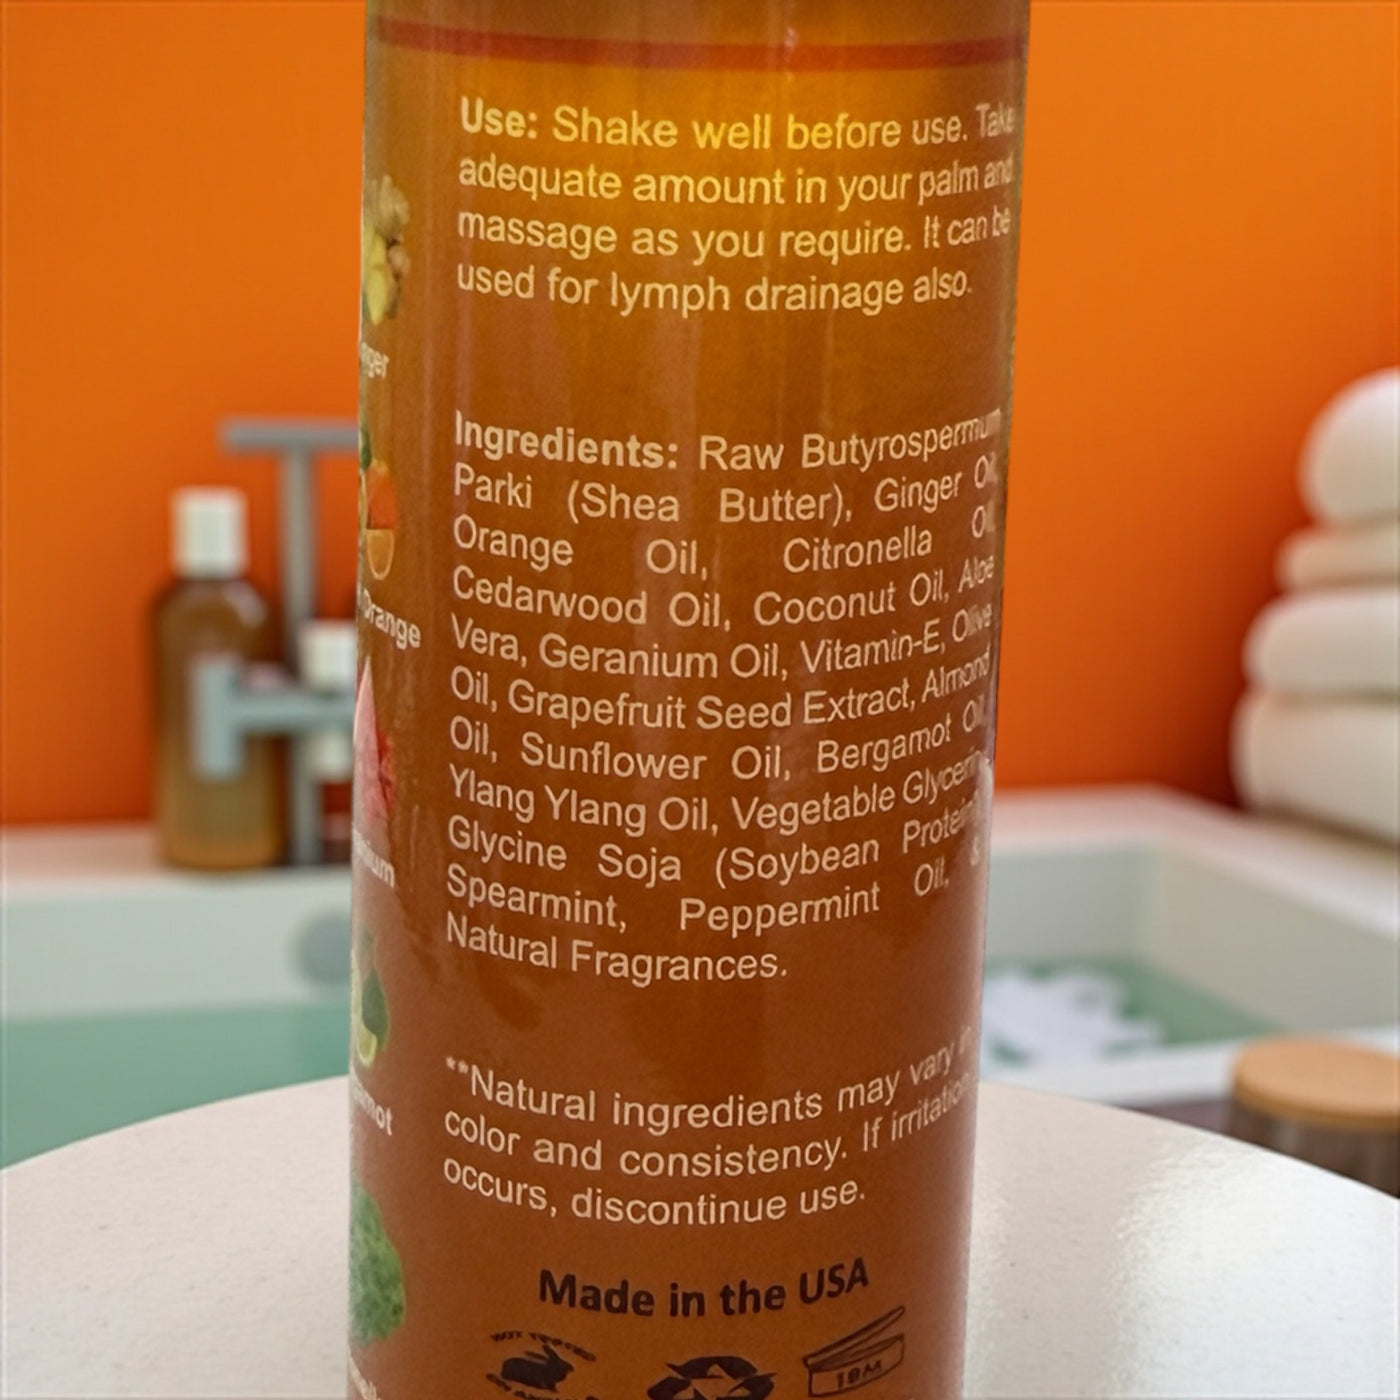 Use: Shake well before use. Take
adequate amount in your palm and
massage as you require. It can be
used for lymph drainage also.
Ingredients: Raw Butyrospermum
Parki (Shea Butter), Ginger Oil,
Orange Oil, Citronella Oil,
Cedarwood Oil, Coconut Oil, Aloe
Vera, Geranium Oil, Vitamin-E, Olive
Oil, Grapefruit Seed Extract, Almond
Oil, Sunflower Oil, Bergamot Oil,
Ylang Ylang Oil, Vegetable Glycerin,
Glycine Soja (Soybean Protein)
Spearmint, Peppermint Oil, &
Natural Fragrances.
**Natural ingredients may vary in
color and consistency. If irritation
occurs, discontinue use.
Made in the USA
18M
Orange